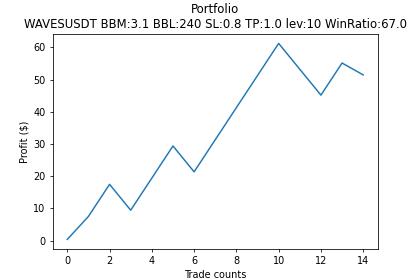 Portfolio
WAVESUSDT BBM:3.1 BBL:240 SL:0.8 TP:1.0 lev:10 WinRatio:67.0
60
50
40
30
20
10
0
Profit ($)
0 2 4 6 8 10 12 14
Trade counts